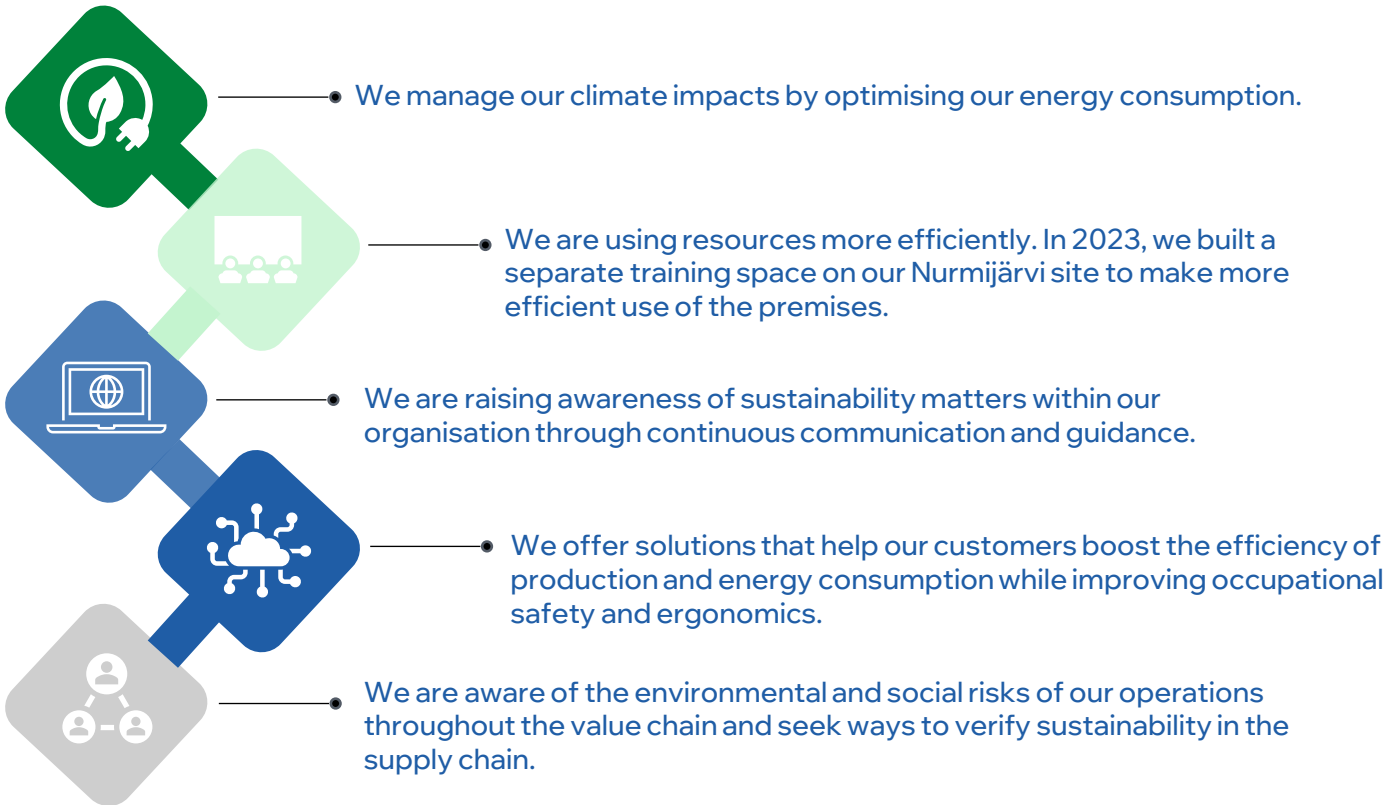 We manage our climate impacts by optimising our energy consumption.
We are using resources more efficiently. In 2023, we built a
separate training space on our Nurmijärvi site to make more
efficient use of the premises.
We are raising awareness of sustainability matters within our
organisation through continuous communication and guidance.
We offer solutions that help our customers boost the efficiency of
production and energy consumption while improving occupational
safety and ergonomics.
We are aware of the environmental and social risks of our operations
throughout the value chain and seek ways to verify sustainability in the
supply chain.